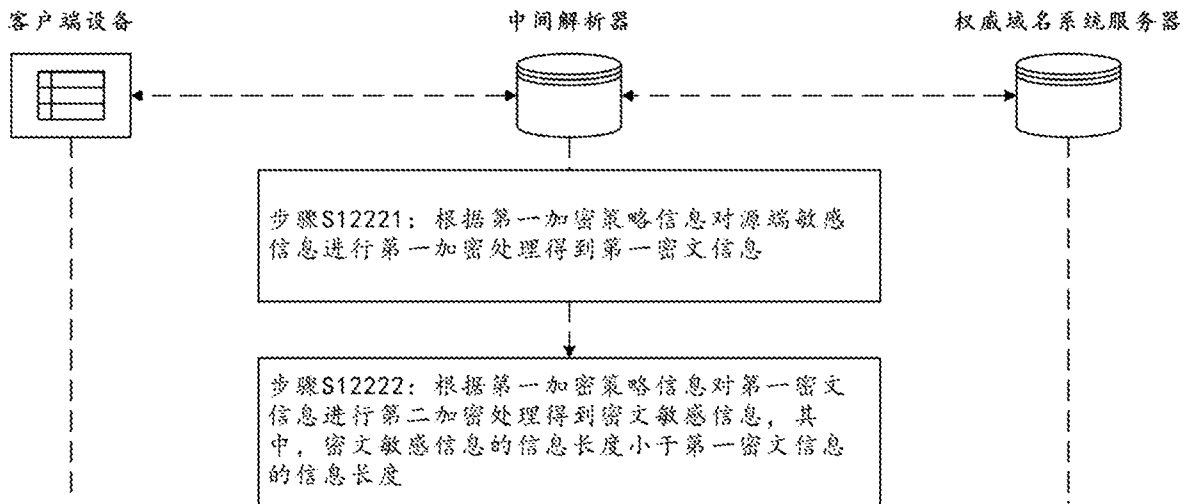 客户端设备
中间解析器
权威域名系统服务器
步骤S12221：根据第一加密策略信息对源端敏感
信息进行第一加密处理得到第一密文信息
步骤S12222：根据第一加密策略信息对第一密文
信息进行第二加密处理得到密文敏感信息，其
中，密文敏感信息的信息长度小于第一密文信息
的信息长度